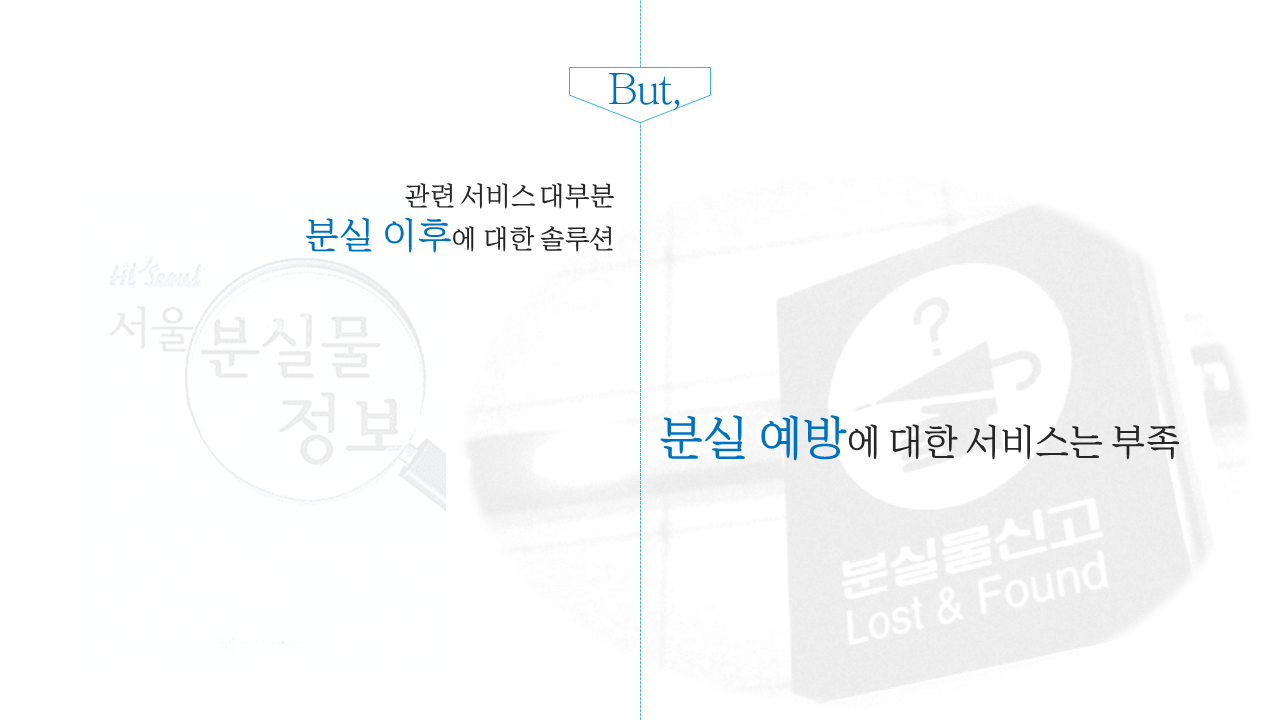 But,
관련 서비스 대부분
분실 이후에 대한 솔루션
Hi Seoul
서울 분실물
정보
분실 예방에 대한 서비스는 부족
?
분실물신고
Lost & Found